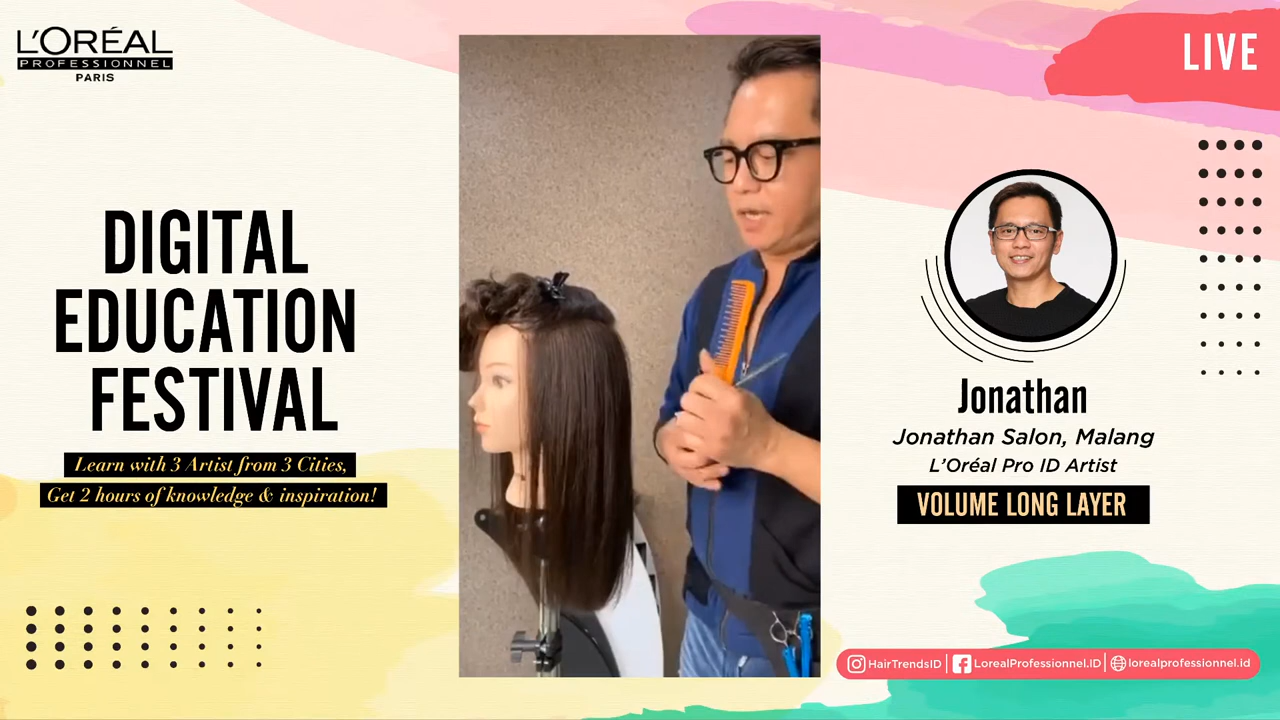 L'ORÉAL
PROFESSIONNEL
PARIS
LIVE
DIGITAL
EDUCATION
FESTIVAL
Learn with 3 Artist from 3 Cities,
Get 2 hours of knowledge & inspiration!
Jonathan
Jonathan Salon, Malang
L'Oréal Pro ID Artist
VOLUME LONG LAYER
HairTrendsID | LorealProfessionnel.ID | lorealprofessionnel.id